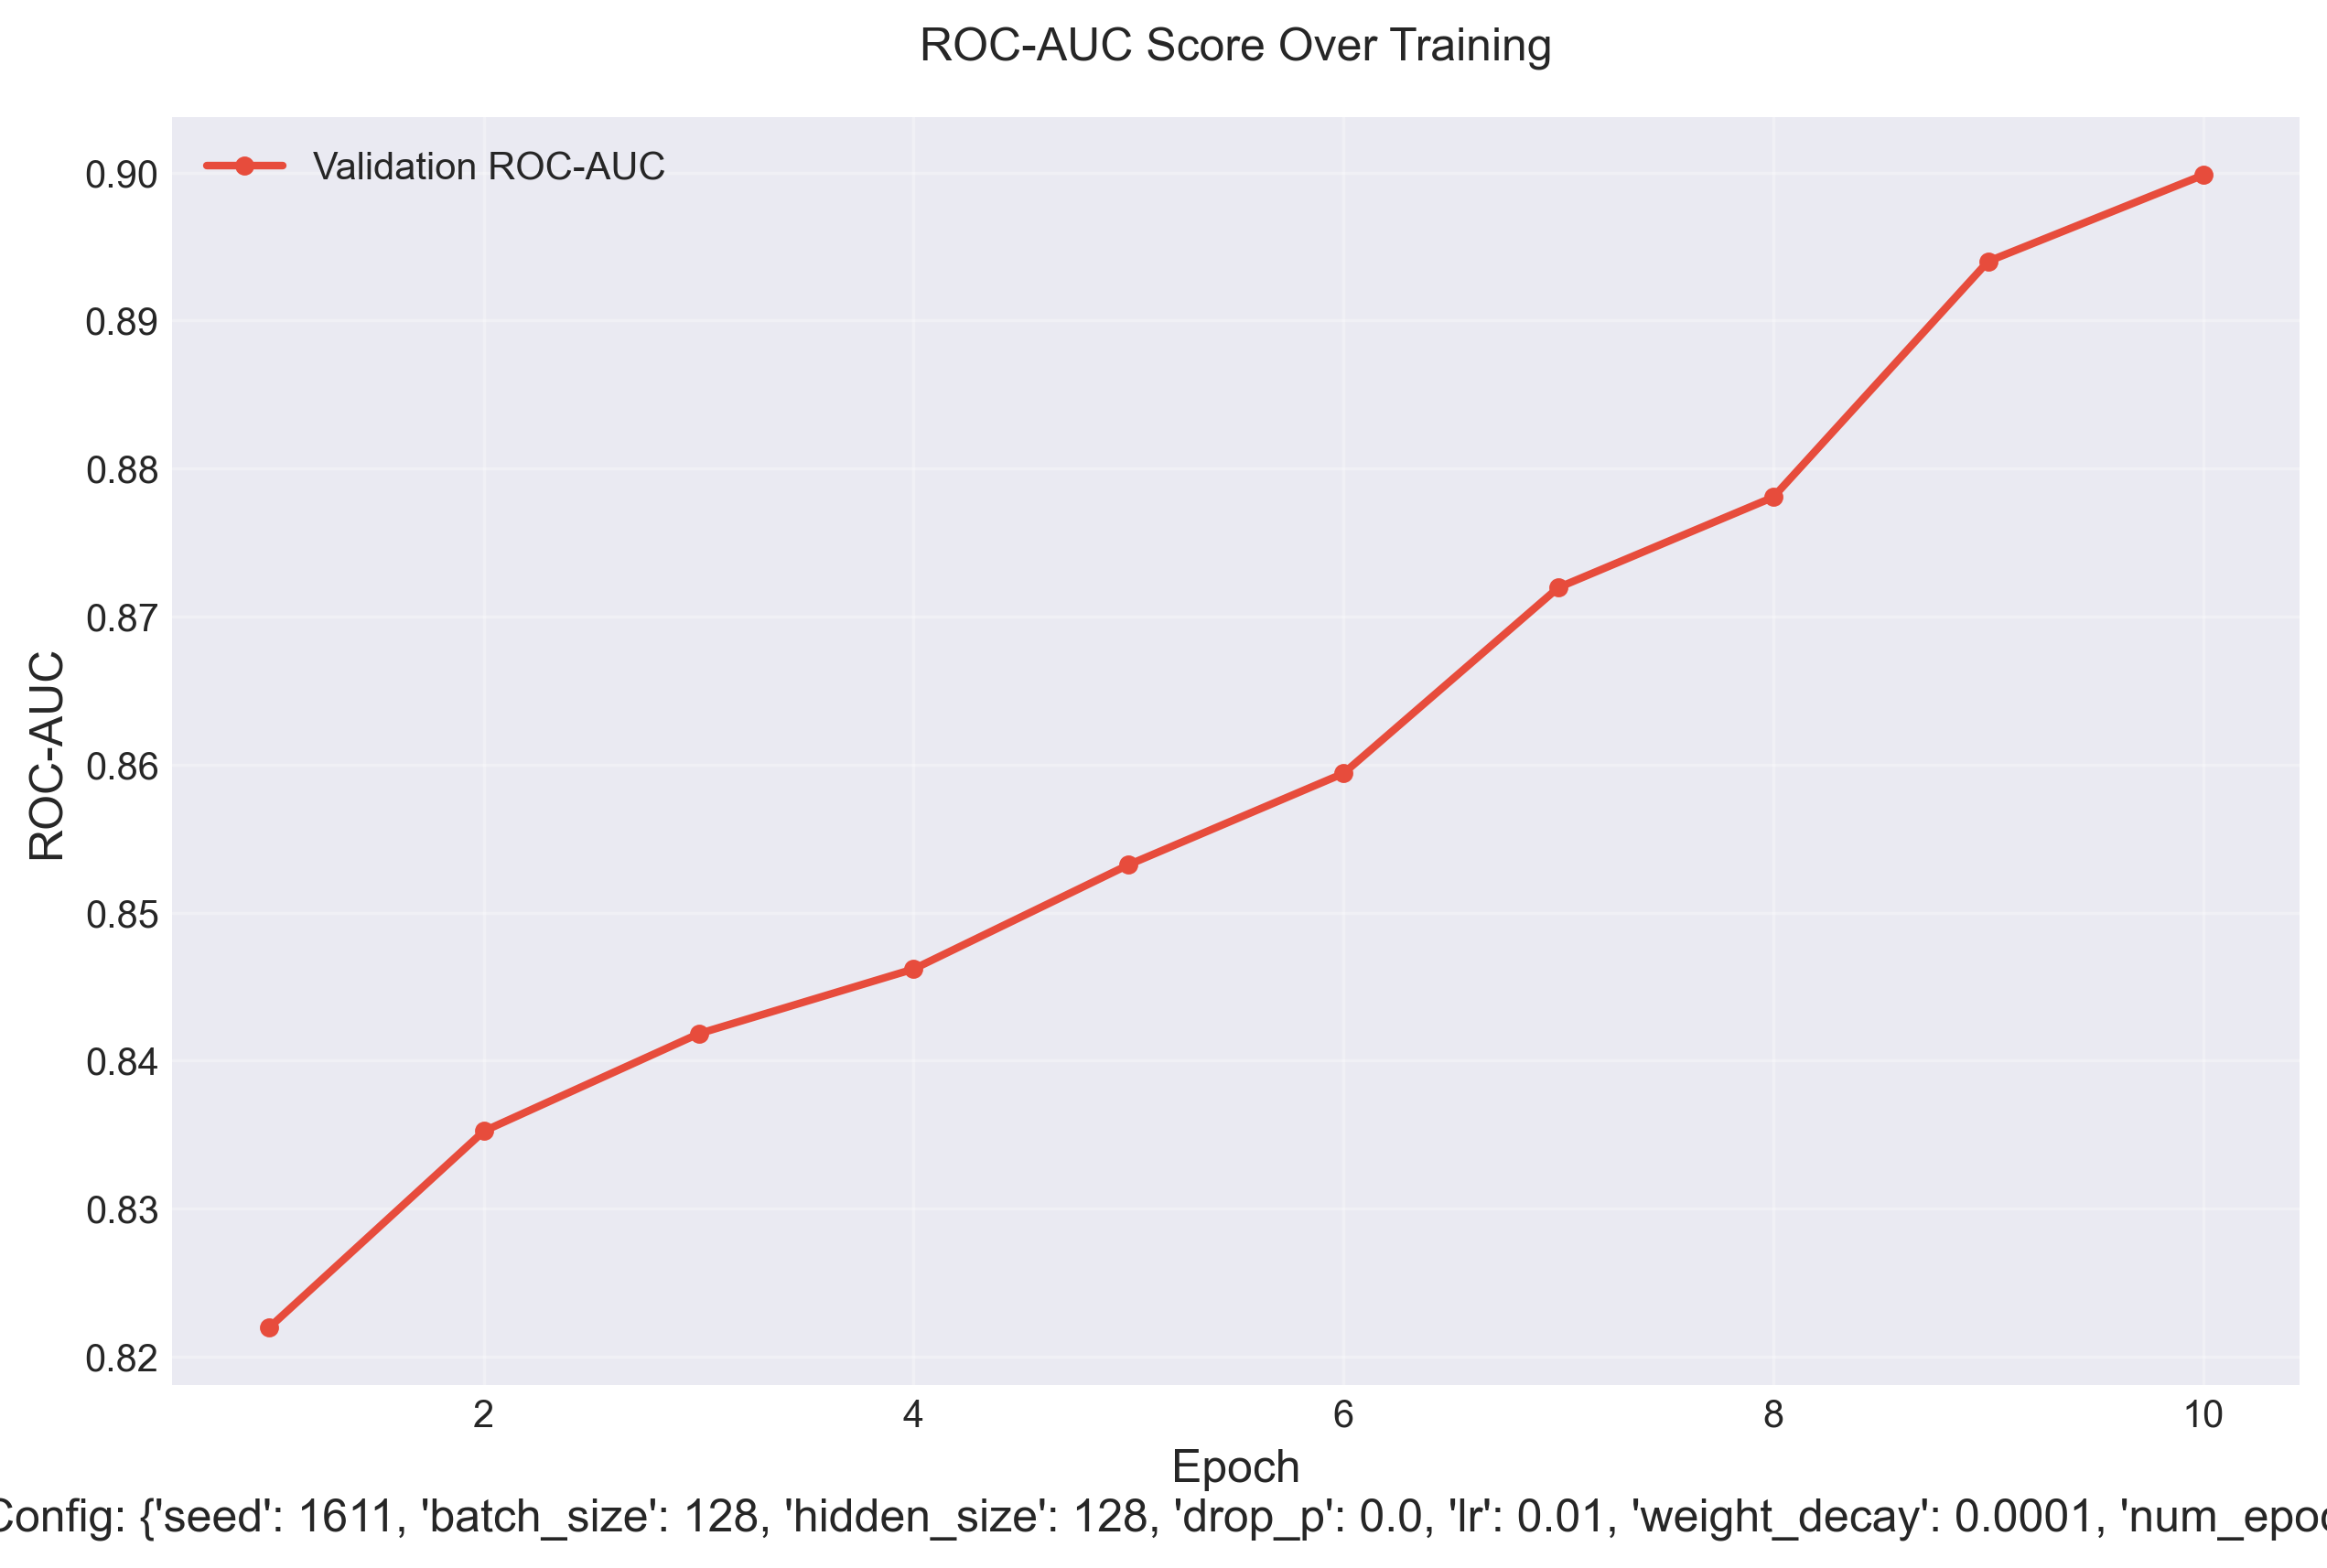 ROC-AUC Score Over Training
Validation ROC-AUC
0.90
0.89
0.88
0.87
0.86
0.85
0.84
0.83
0.82
ROC-AUC
2 4 6 8 10
Epoch
Config: {'seed': 1611, 'batch_size': 128, 'hidden_size': 128, 'drop_p': 0.0, 'lr': 0.01, 'weight_decay': 0.0001, 'num_epoc